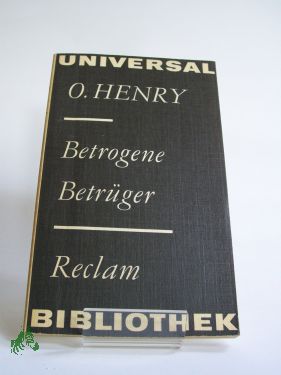 UNIVERSAL
O. HENRY
Betrogene
Betrüger
Reclam
BIBLIOTHEK